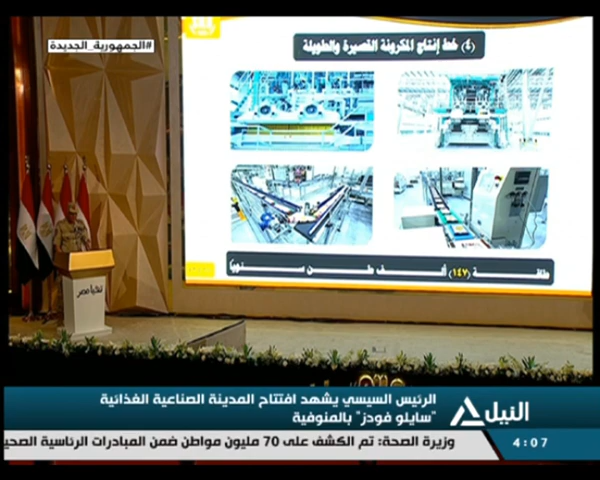 #الجمهورية_الجديدة
(٤) خط إنتاج المكرونة القصيرة والطويلة
طاقة (١٤٧) ألف طن سنوياً
تحيا مصر
الرئيس السيسي يشهد افتتاح المدينة الصناعية الغذائية
"سايلو فودز" بالمنوفية
النيل
وزيرة الصحة: تم الكشف على 70 مليون مواطن ضمن المبادرات الرئاسية
4:07